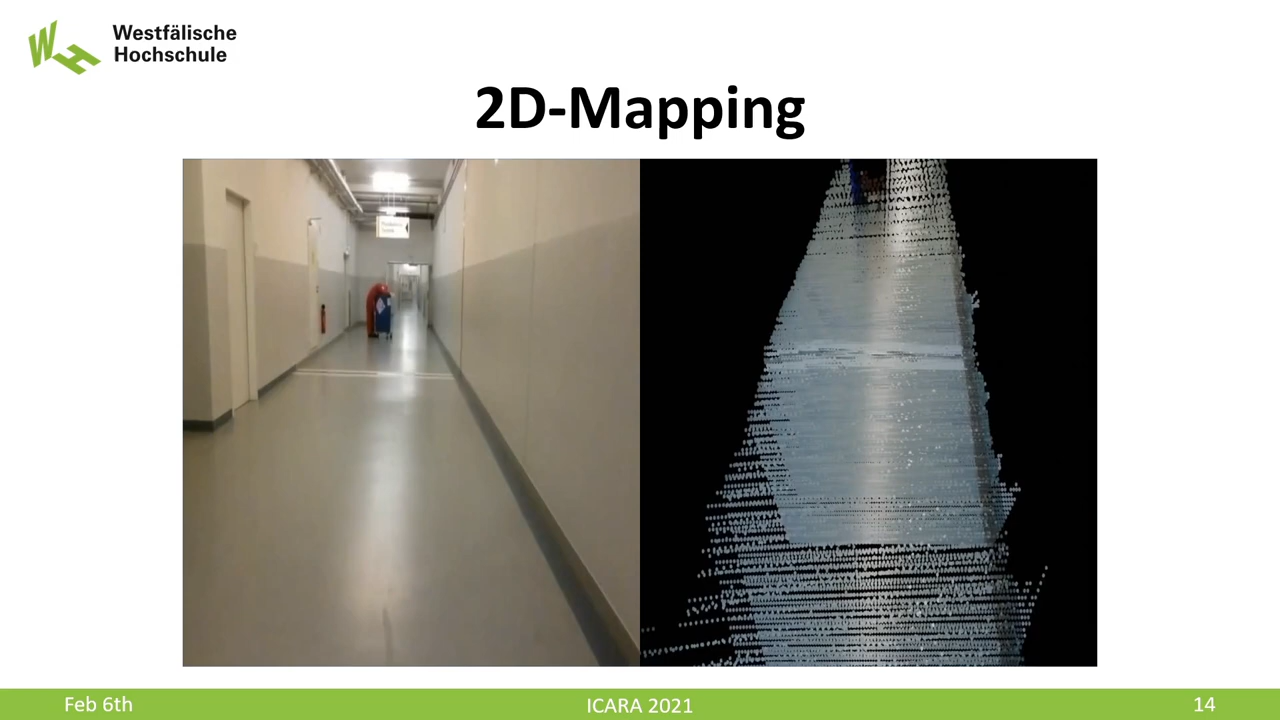 Westfälische
Hochschule
2D-Mapping
Feb 6th
ICARA 2021
14